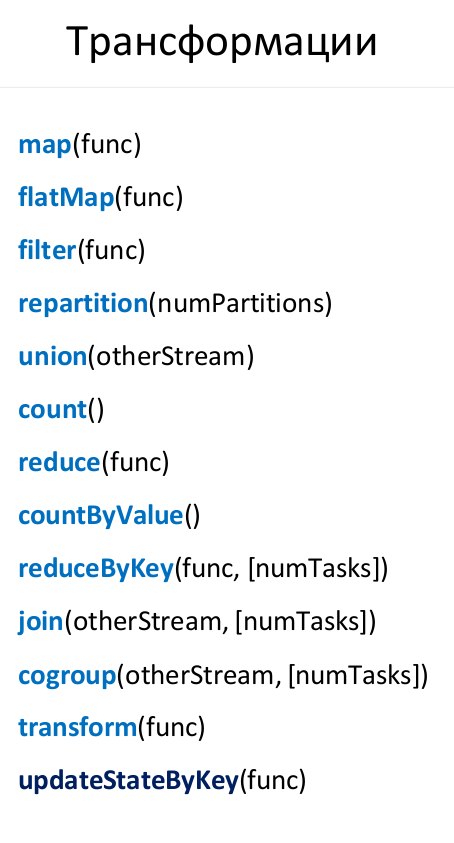 Трансформации
map(func)
flatMap(func)
filter(func)
repartition(numPartitions)
union(otherStream)
count()
reduce(func)
countByValue()
reduceByKey(func, [numTasks])
join(otherStream, [numTasks])
cogroup(otherStream, [numTasks])
transform(func)
updateStateByKey(func)